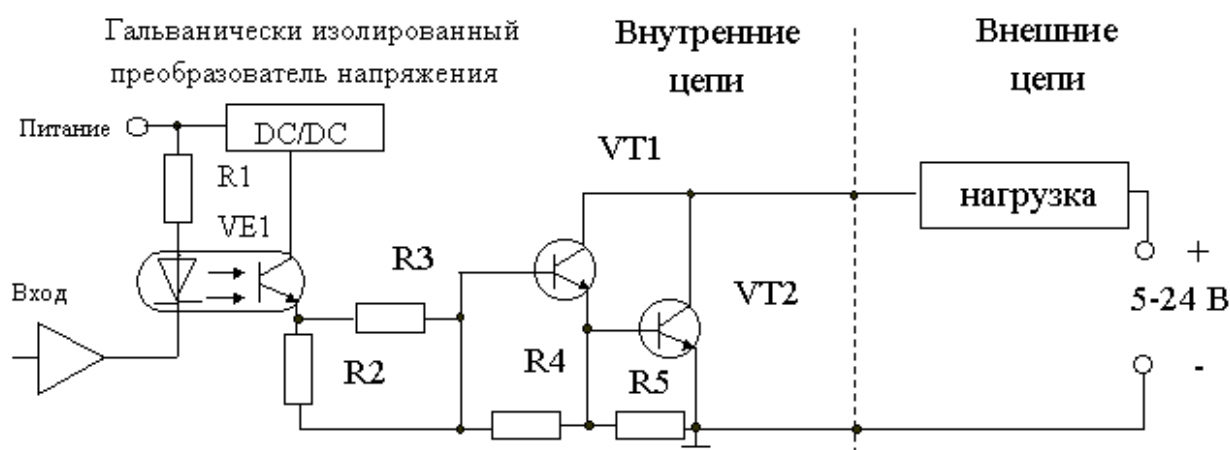 Гальванически изолированный
преобразователь напряжения
Внутренние
цепи
Внешние
цепи
Питание
DC/DC
R1
VE1
VT1
нагрузка
R3
Вход
VT2
+
5-24 В
-
R2
R4
R5